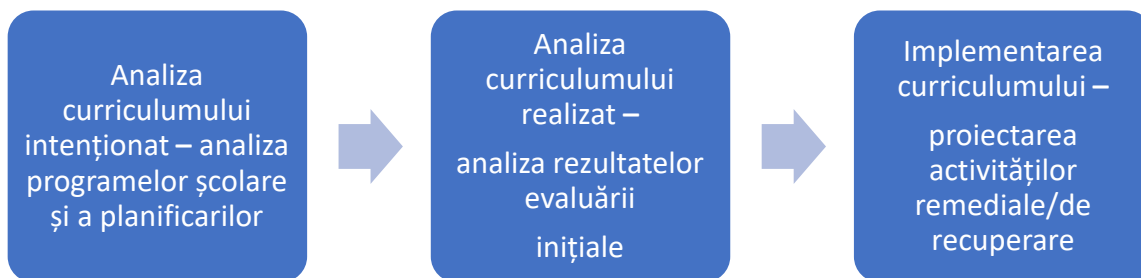 Analiza
curriculumului
intenționat – analiza
programelor școlare
și a planificarilor
Analiza
curriculumului
realizat –
analiza rezultatelor
evaluării
inițiale
Implementarea
curriculumului –
proiectarea
activităților
remediale/de
recuperare